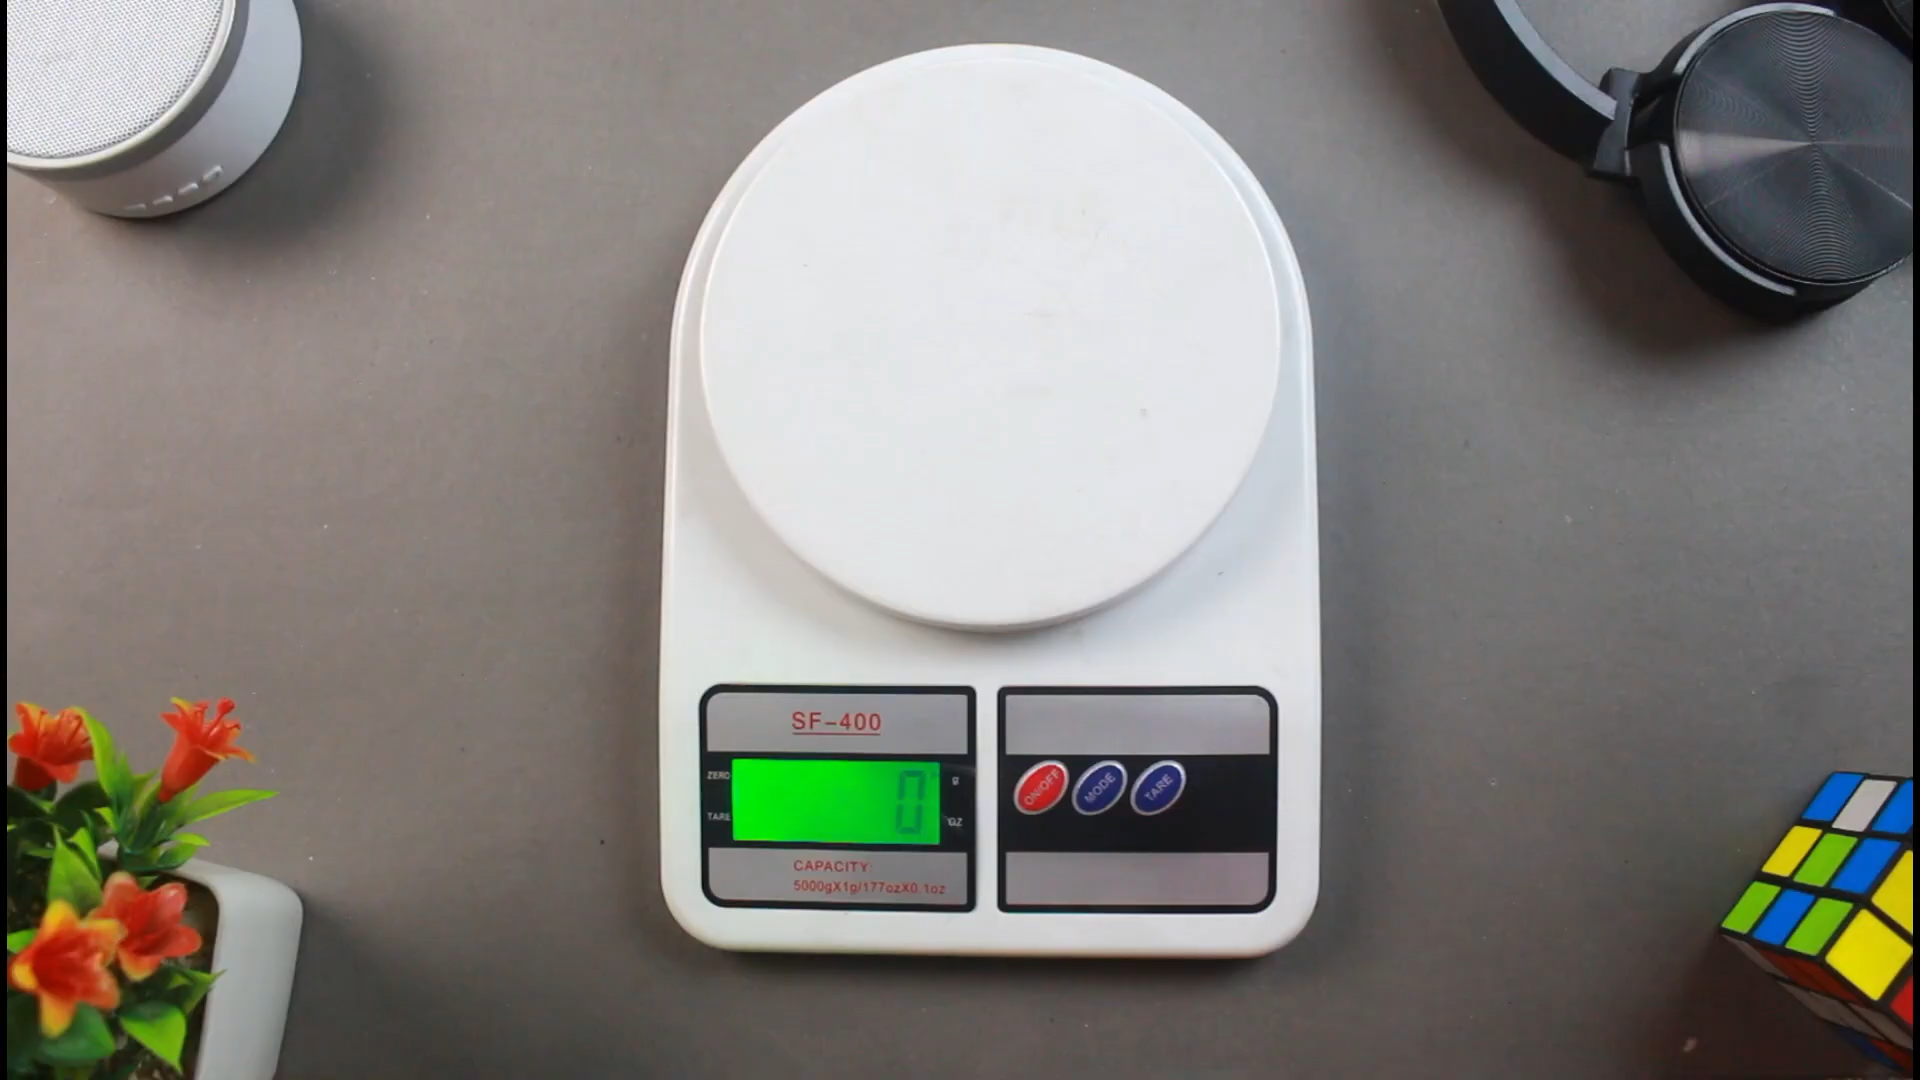 SF-400
ZERO
TARE
0
g
OZ
CAPACITY:
5000gX1g/177ozX0.1oz
ON/OFF
MODE
TARE